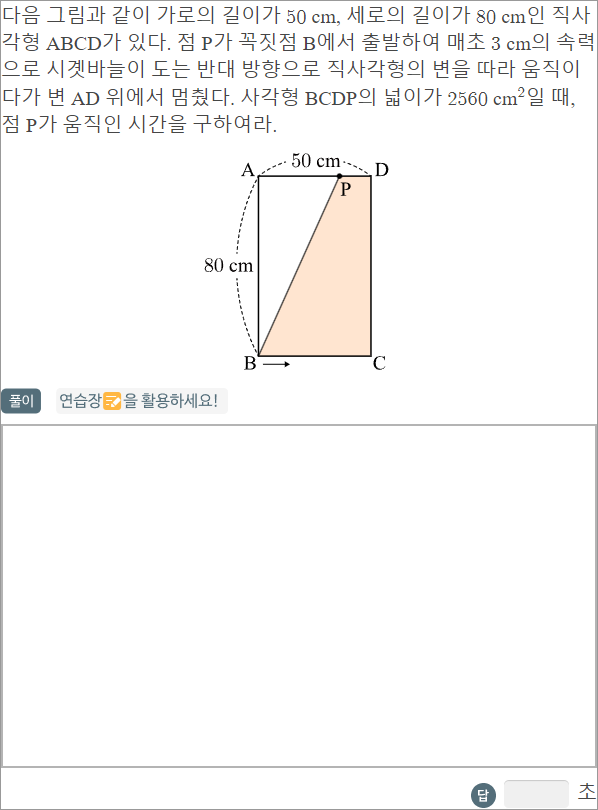 다음 그림과 같이 가로의 길이가 50 cm, 세로의 길이가 80 cm인 직사
각형 ABCD가 있다. 점 P가 꼭짓점 B에서 출발하여 매초 3 cm의 속력
으로 시곗바늘이 도는 반대 방향으로 직사각형의 변을 따라 움직이
다가 변 AD 위에서 멈췄다. 사각형 BCDP의 넓이가 2560 cm²일 때,
점 P가 움직인 시간을 구하여라.
50 cm
A
D
P
80 cm
B
C
풀이 연습장을 활용하세요!
답 초